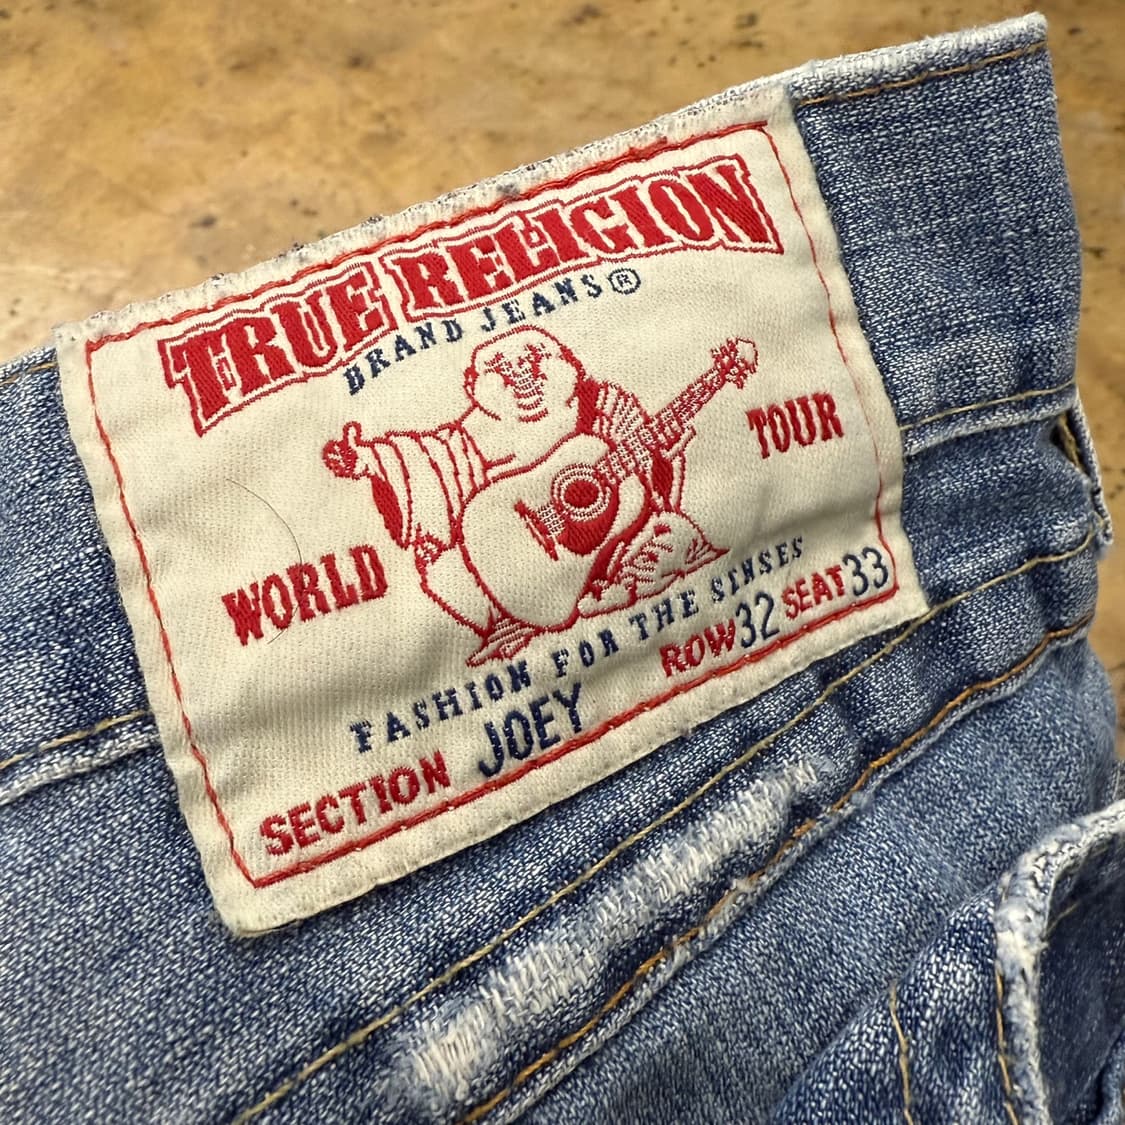 TRUE RELIGION
BRAND JEANS®
WORLD TOUR
FASHION FOR THE SENSES
SECTION JOEY ROW 32 SEAT 33